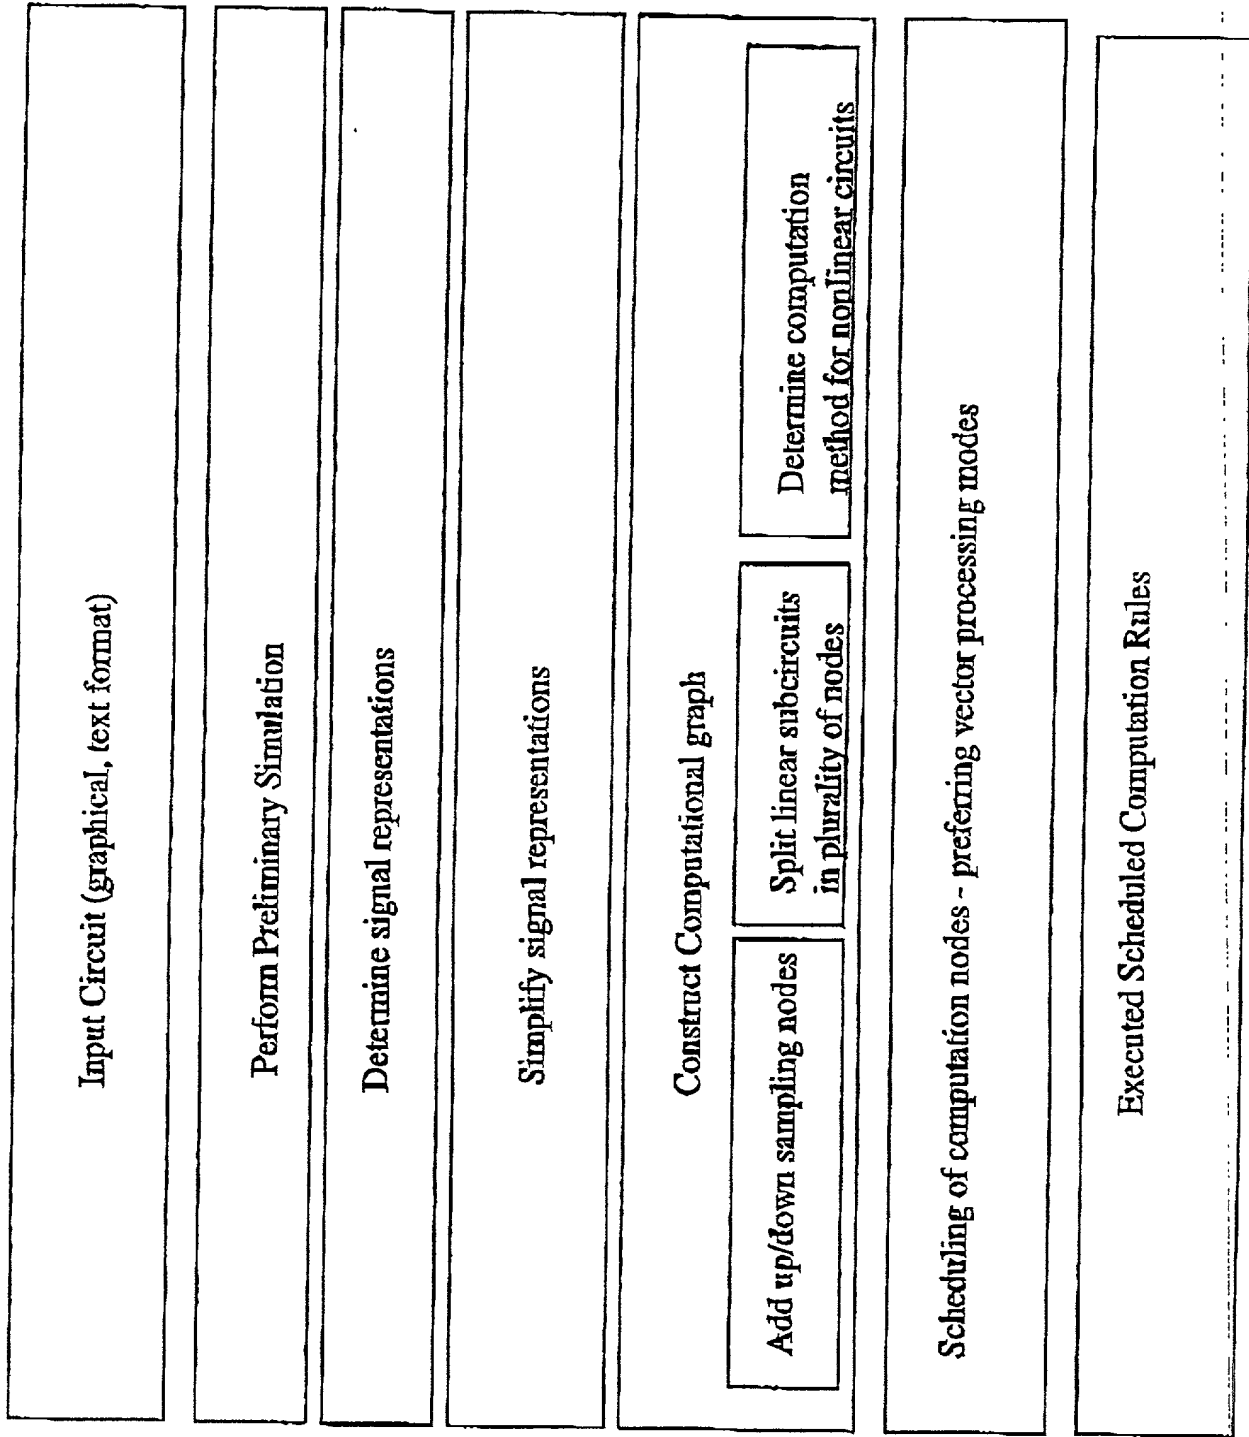 Input Circuit (graphical, text format)
Perform Preliminary Simulation
Determine signal representations
Simplify signal representations
Construct Computational graph
Add up/down sampling nodes
Split linear subcircuits
in plurality of nodes
Determine computation
method for nonlinear circuits
Scheduling of computation nodes - preferring vector processing modes
Executed Scheduled Computation Rules